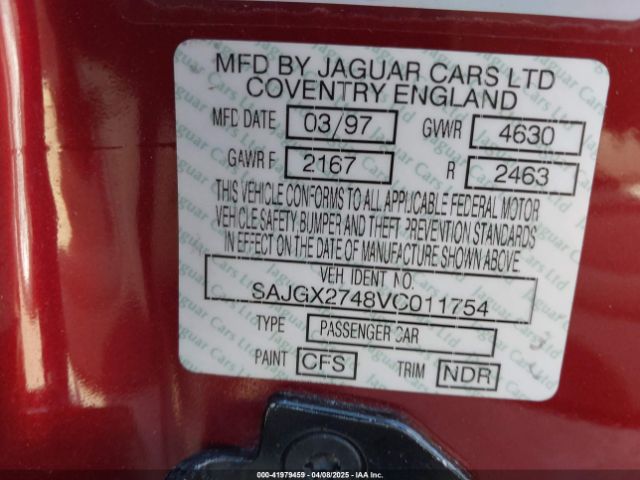 MFD BY JAGUAR CARS LTD
COVENTRY ENGLAND
MFD DATE 03/97 GVWR 4630
GAWR F 2167 R 2463
THIS VEHICLE CONFORMS TO ALL APPLICABLE FEDERAL MOTOR
VEHICLE SAFETY, BUMPER AND THEFT PREVENTION STANDARDS
IN EFFECT ON THE DATE OF MANUFACTURE SHOWN ABOVE.
VEH IDENT NO.
SAJGX2748VC011754
TYPE PASSENGER CAR
PAINT CFS TRIM NDR
000-41979459 04/08/2025 IAA Inc.